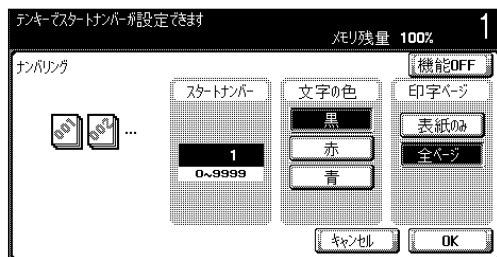 テンキーでスタートナンバーが設定できます
メモリ残量 100% 1
ナンバリング
機能OFF
スタートナンバー
文字の色
印字ページ
001 002 ...
黒
表紙のみ
1
赤
全ページ
0~9999
青
キャンセル
OK